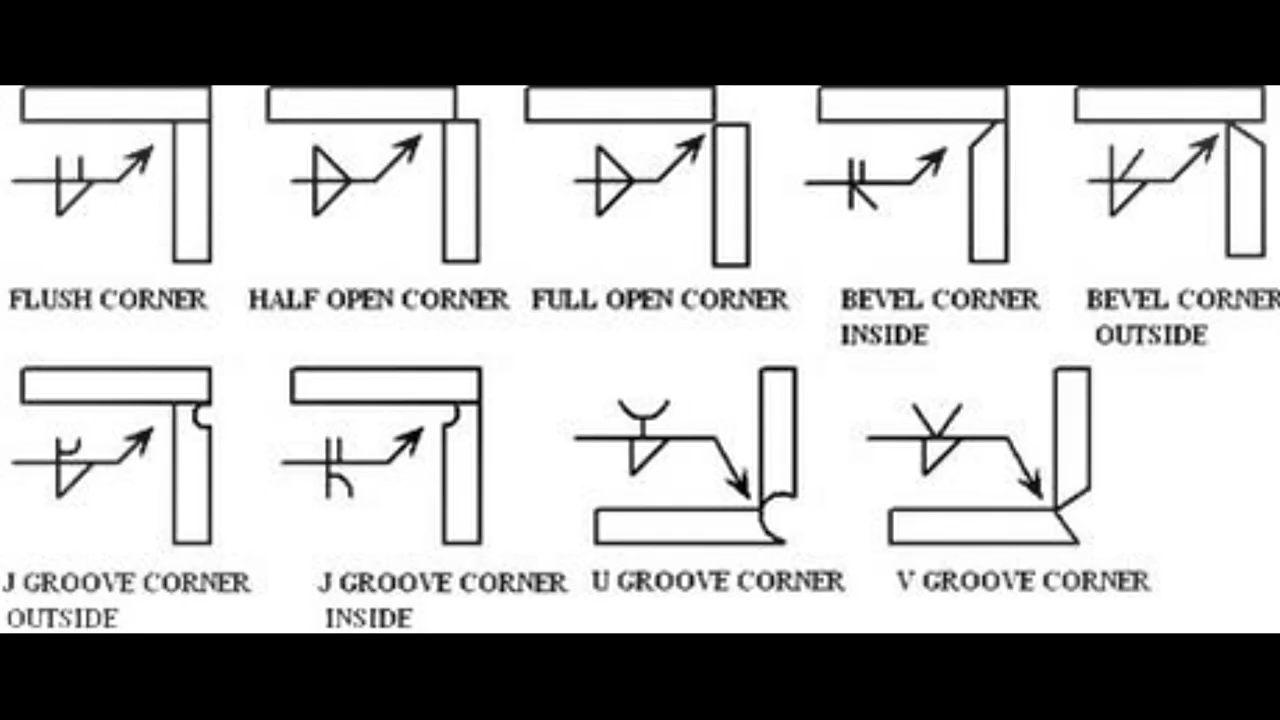 FLUSH CORNER
HALF OPEN CORNER
FULL OPEN CORNER
BEVEL CORNER
INSIDE
BEVEL CORNER
OUTSIDE
J GROOVE CORNER
OUTSIDE
J GROOVE CORNER
INSIDE
U GROOVE CORNER
V GROOVE CORNER